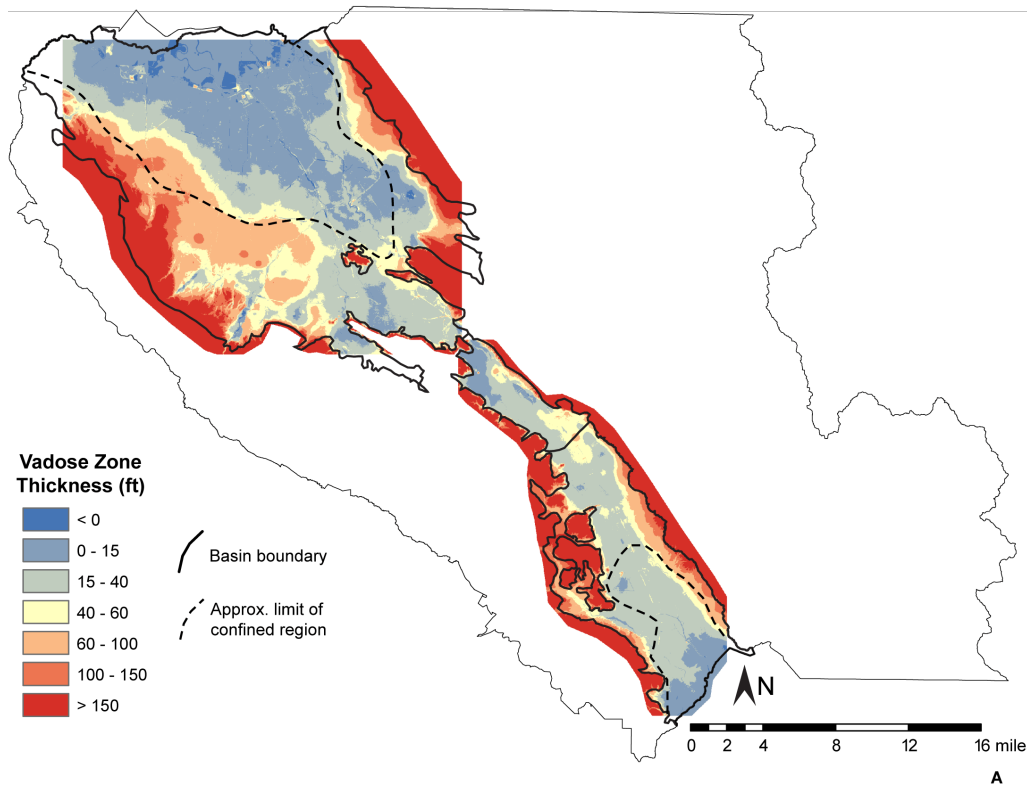 Vadose Zone
Thickness (ft)
< 0
0 - 15
15 - 40
40 - 60
60 - 100
100 - 150
> 150
Basin boundary
Approx. limit of
confined region
N
0 2 4 8 12 16 mile
A